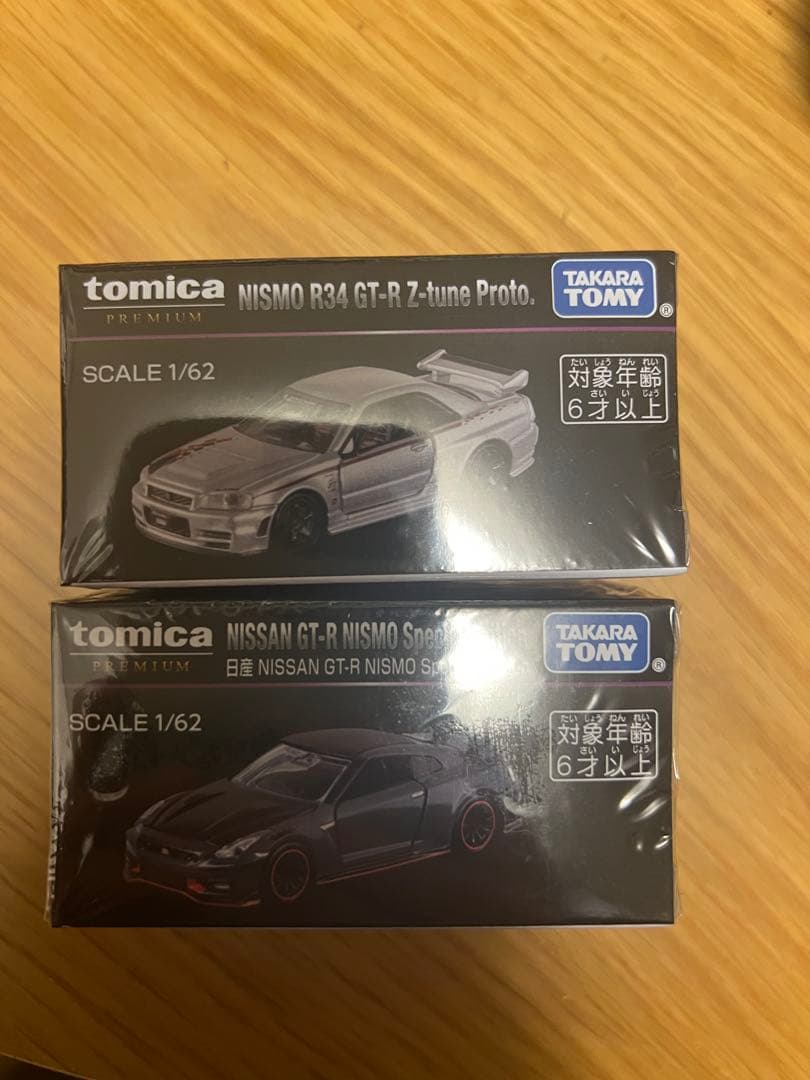 tomica
PREMIUM
NISMO R34 GT-R Z-tune Proto.
TAKARA
TOMY
®
SCALE 1/62
たいしょうねんれい
対象年齢
さいいじょう
6才以上
tomica
PREMIUM
NISSAN GT-R NISMO Spec
日産 NISSAN GT-R NISMO Sp
TAKARA
TOMY
®
SCALE 1/62
たいしょうねんれい
対象年齢
さいいじょう
6才以上